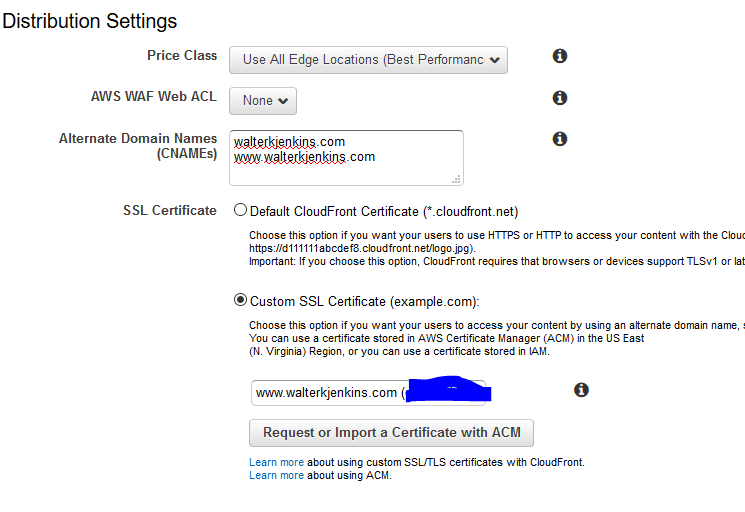 Distribution Settings
Price Class
Use All Edge Locations (Best Performanc
AWS WAF Web ACL
None
Alternate Domain Names
(CNAMEs)
walterkjenkins.com
www.walterkjenkins.com
SSL Certificate
Default CloudFront Certificate (*.cloudfront.net)
Choose this option if you want your users to use HTTPS or HTTP to access your content with the Clou
https://d111111abcdef8.cloudfront.net/logo.jpg).
Important: If you choose this option, CloudFront requires that browsers or devices support TLSv1 or lat
Custom SSL Certificate (example.com):
Choose this option if you want your users to access your content by using an alternate domain name, s
You can use a certificate stored in AWS Certificate Manager (ACM) in the US East
(N. Virginia) Region, or you can use a certificate stored in IAM.
www.walterkjenkins.com (
Request or Import a Certificate with ACM
Learn more about using custom SSL/TLS certificates with CloudFront.
Learn more about using ACM.